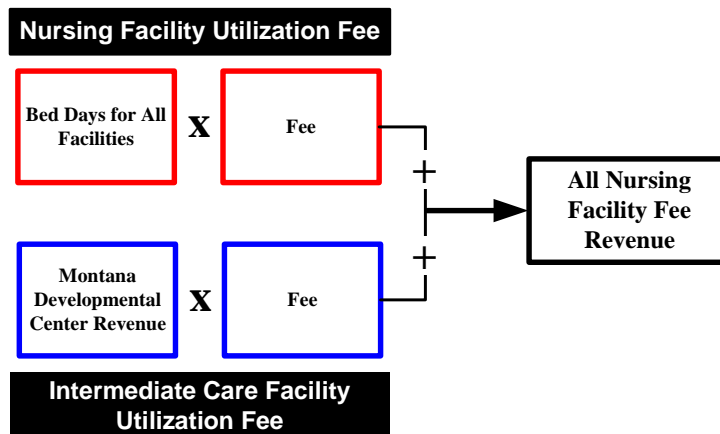 Nursing Facility Utilization Fee
Bed Days for All
Facilities
x
Fee
+
All Nursing
Facility Fee
Revenue
+
Montana
Developmental
Center Revenue
x
Fee
Intermediate Care Facility
Utilization Fee